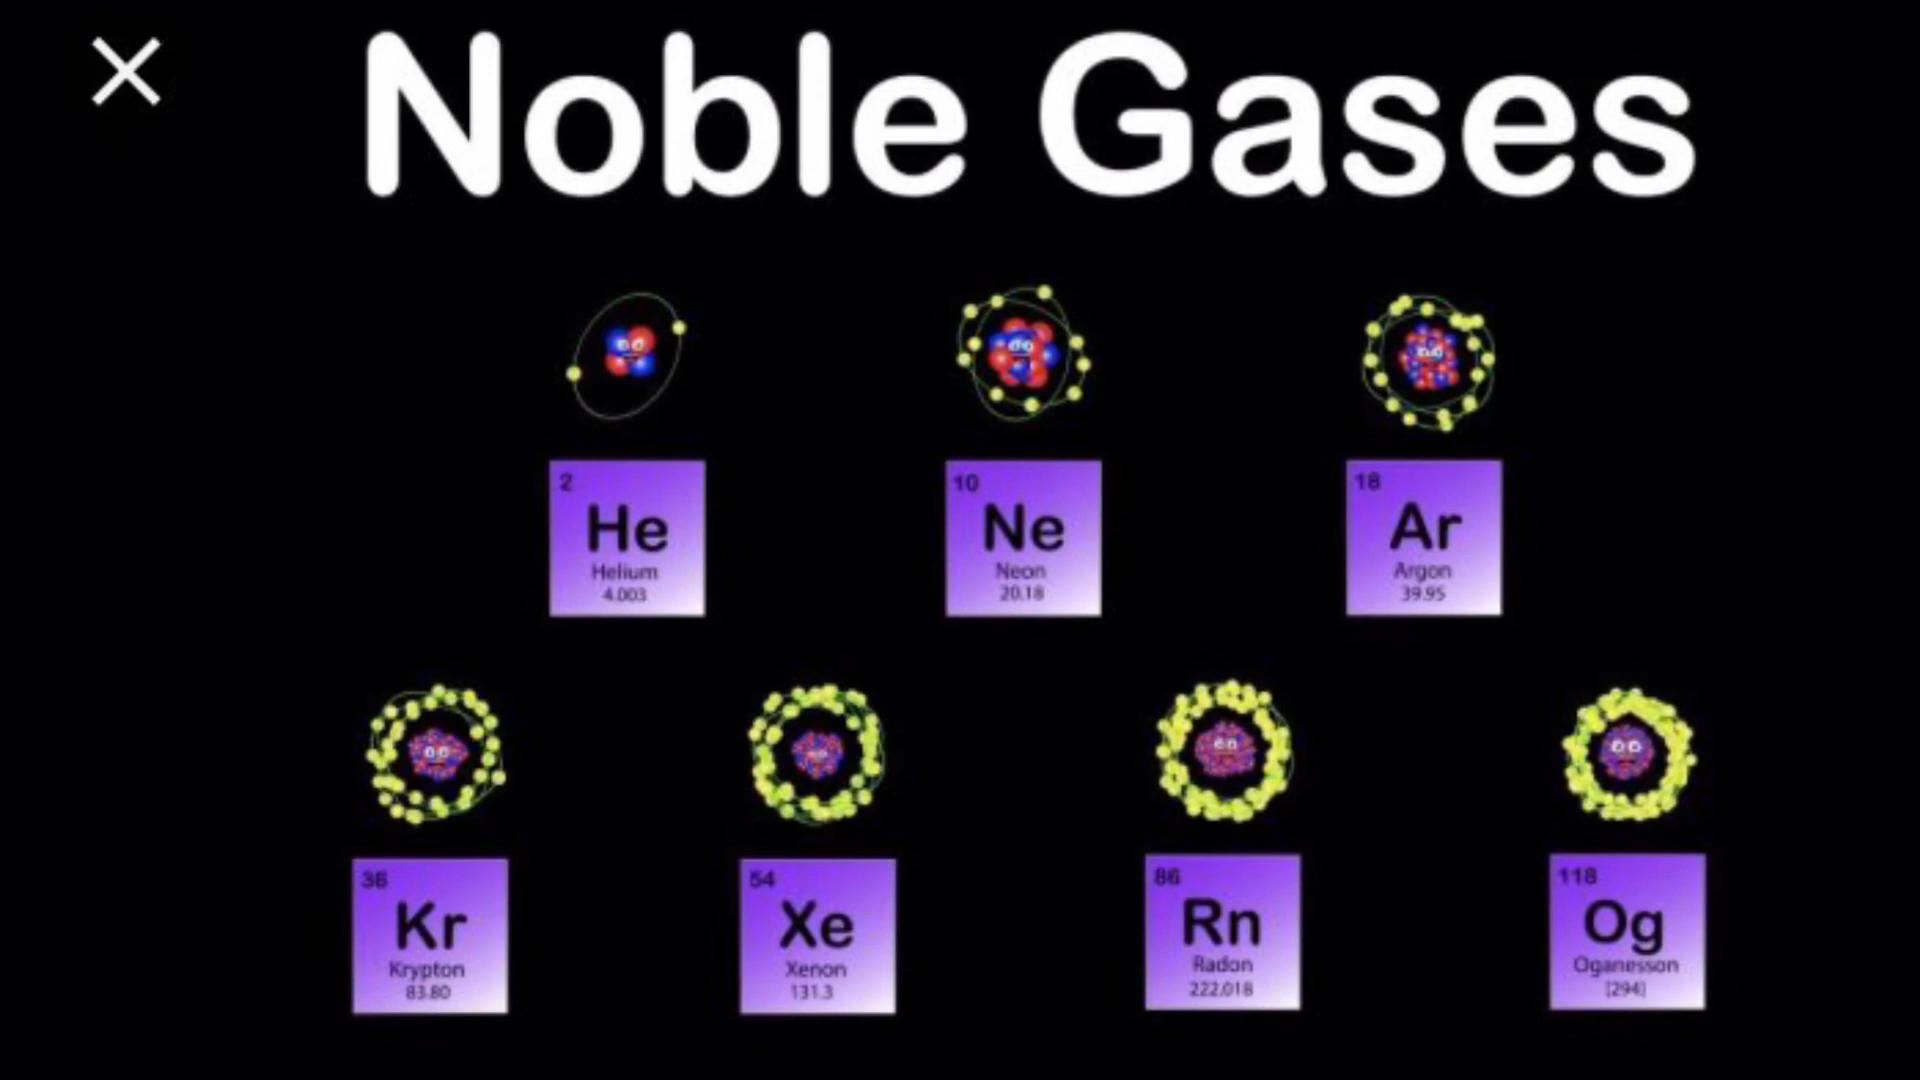 Noble Gases
2
He
Helium
4.003
10
Ne
Neon
20.18
18
Ar
Argon
39.95
36
Kr
Krypton
83.80
54
Xe
Xenon
131.3
86
Rn
Radon
222.018
118
Og
Oganesson
[294]